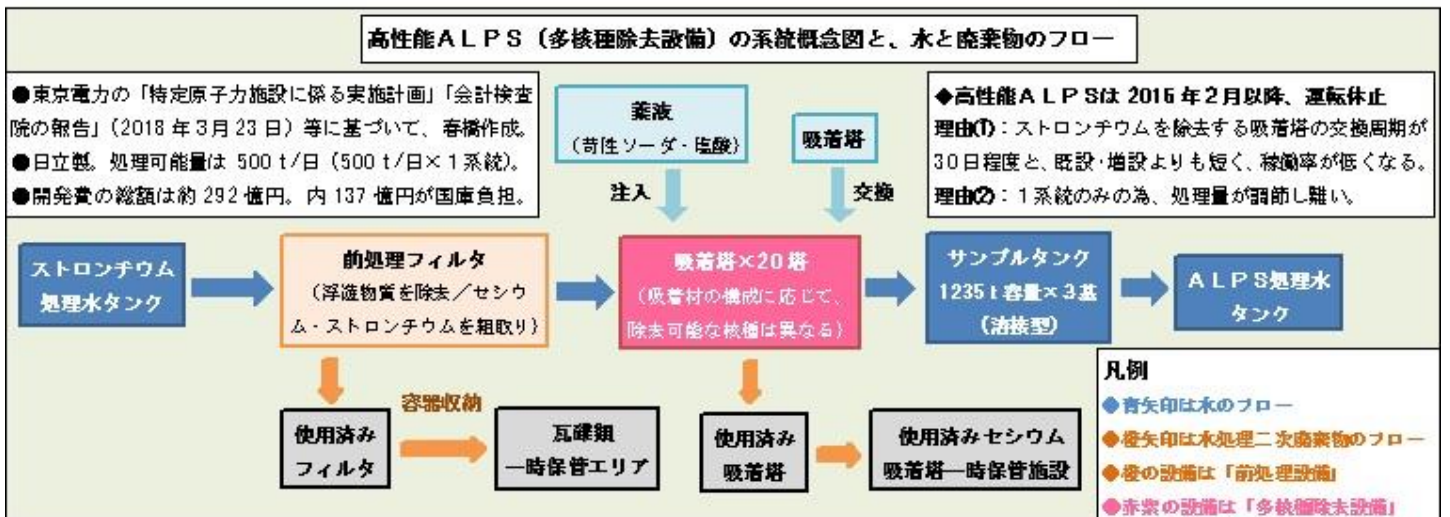 高性能ALPS(多核種除去設備)の系統概念図と、水と廃棄物のフロー
●東京電力の「特定原子力施設に係る実施計画」「会計検査
院の報告」(2018年3月23日)等に基づいて、春橋作成。
●日立製。処理可能量は 500t/日(500t/日×1系統)。
●開発費の総額は約292億円。内137億円が国庫負担。
薬液
(苛性ソーダ・塩酸)
注入
吸着塔
交換
◆高性能ALPSは2016年2月以降、運転休止
理由(1):ストロンチウムを除去する吸着塔の交換周期が
30日程度と、既設・増設よりも短く、稼働率が低くなる。
理由(2):1系統のみの為、処理量が調節し難い。
ストロンチウム
処理水タンク
前処理フィルタ
(浮遊物質を除去/セシウ
ム・ストロンチウムを粗取り)
吸着塔×20塔
(吸着材の構成に応じて、
除去可能な核種は異なる)
サンプルタンク
1235t容量×3基
(溶接型)
ALPS処理水
タンク
使用済み
フィルタ
容器収納
瓦礫類
一時保管エリア
使用済み
吸着塔
使用済みセシウム
吸着塔一時保管施設
凡例
◆青矢印は水のフロー
◆橙矢印は水処理二次廃棄物のフロー
◆橙の設備は「前処理設備」
◆赤紫の設備は「多核種除去設備」